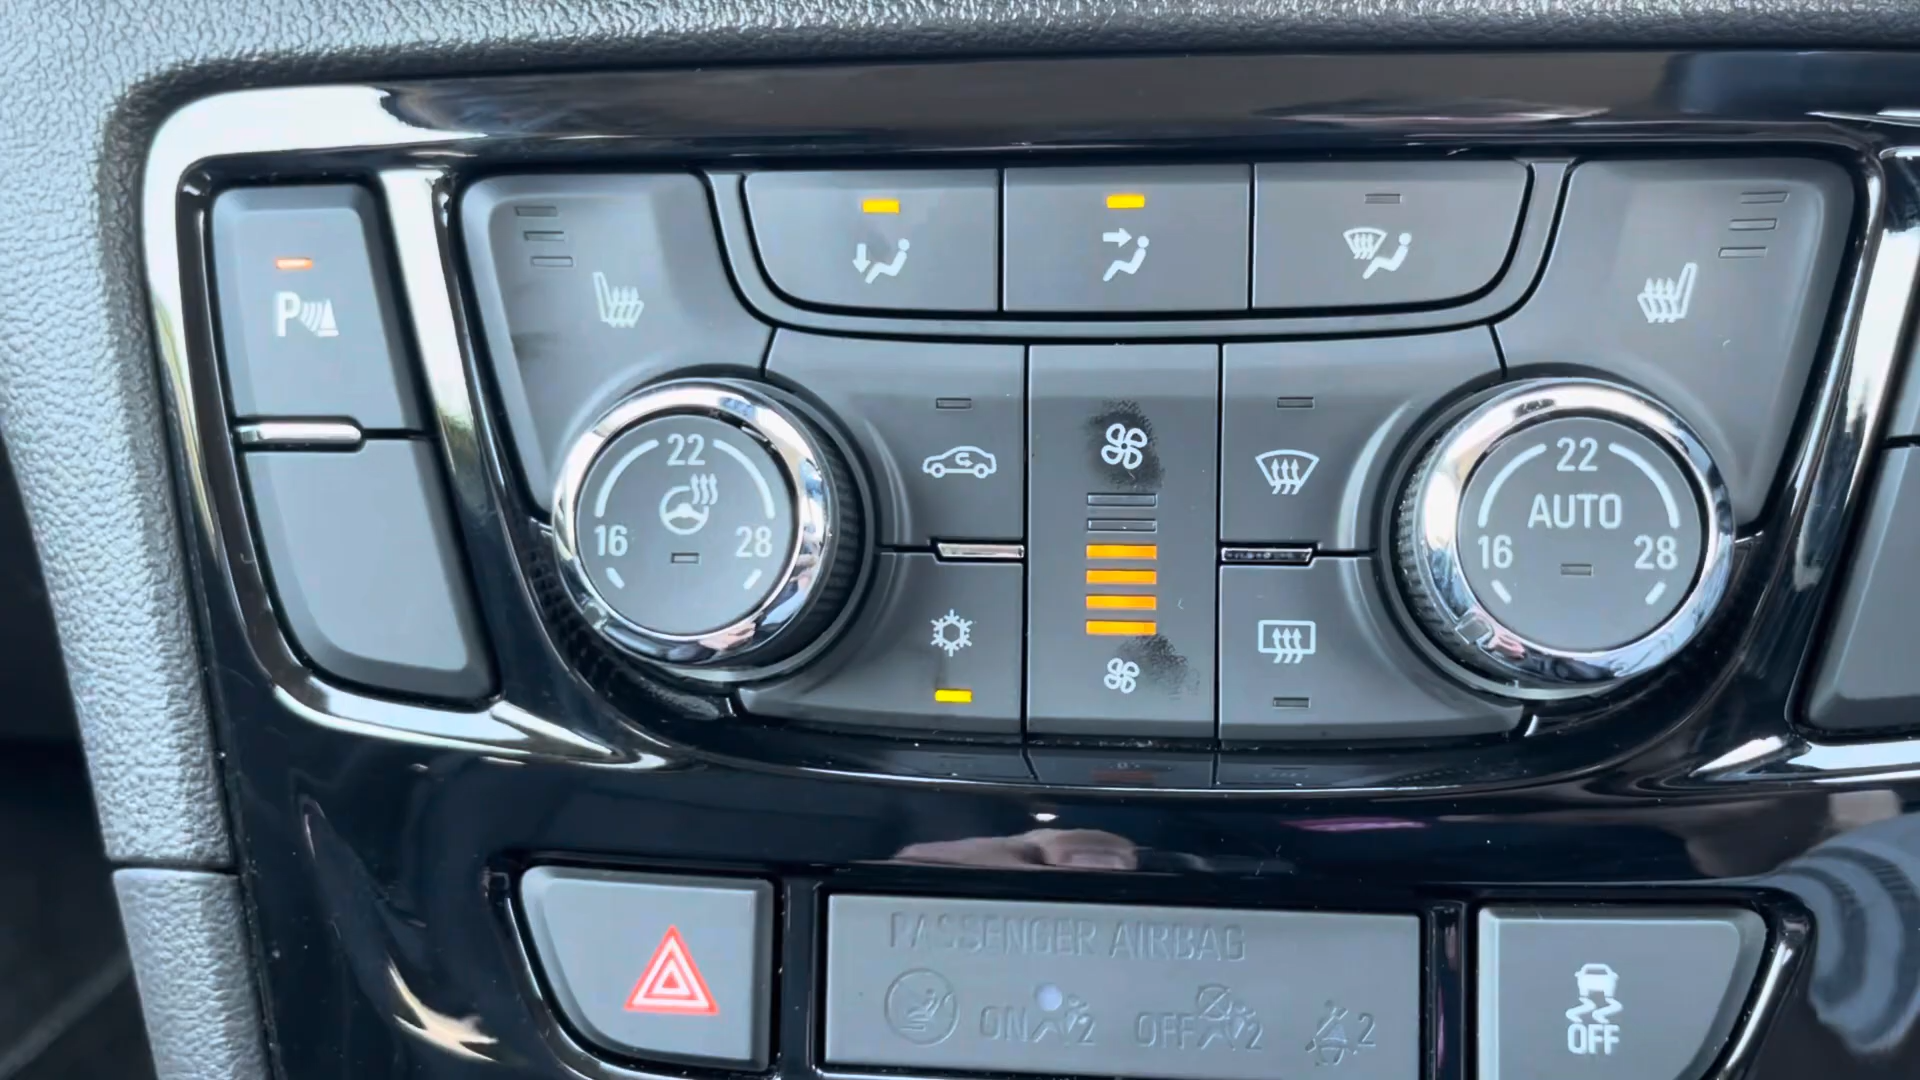 P
22
16 28
22
AUTO
16 28
PASSENGER AIRBAG
ON 2 OFF 2 2
OFF